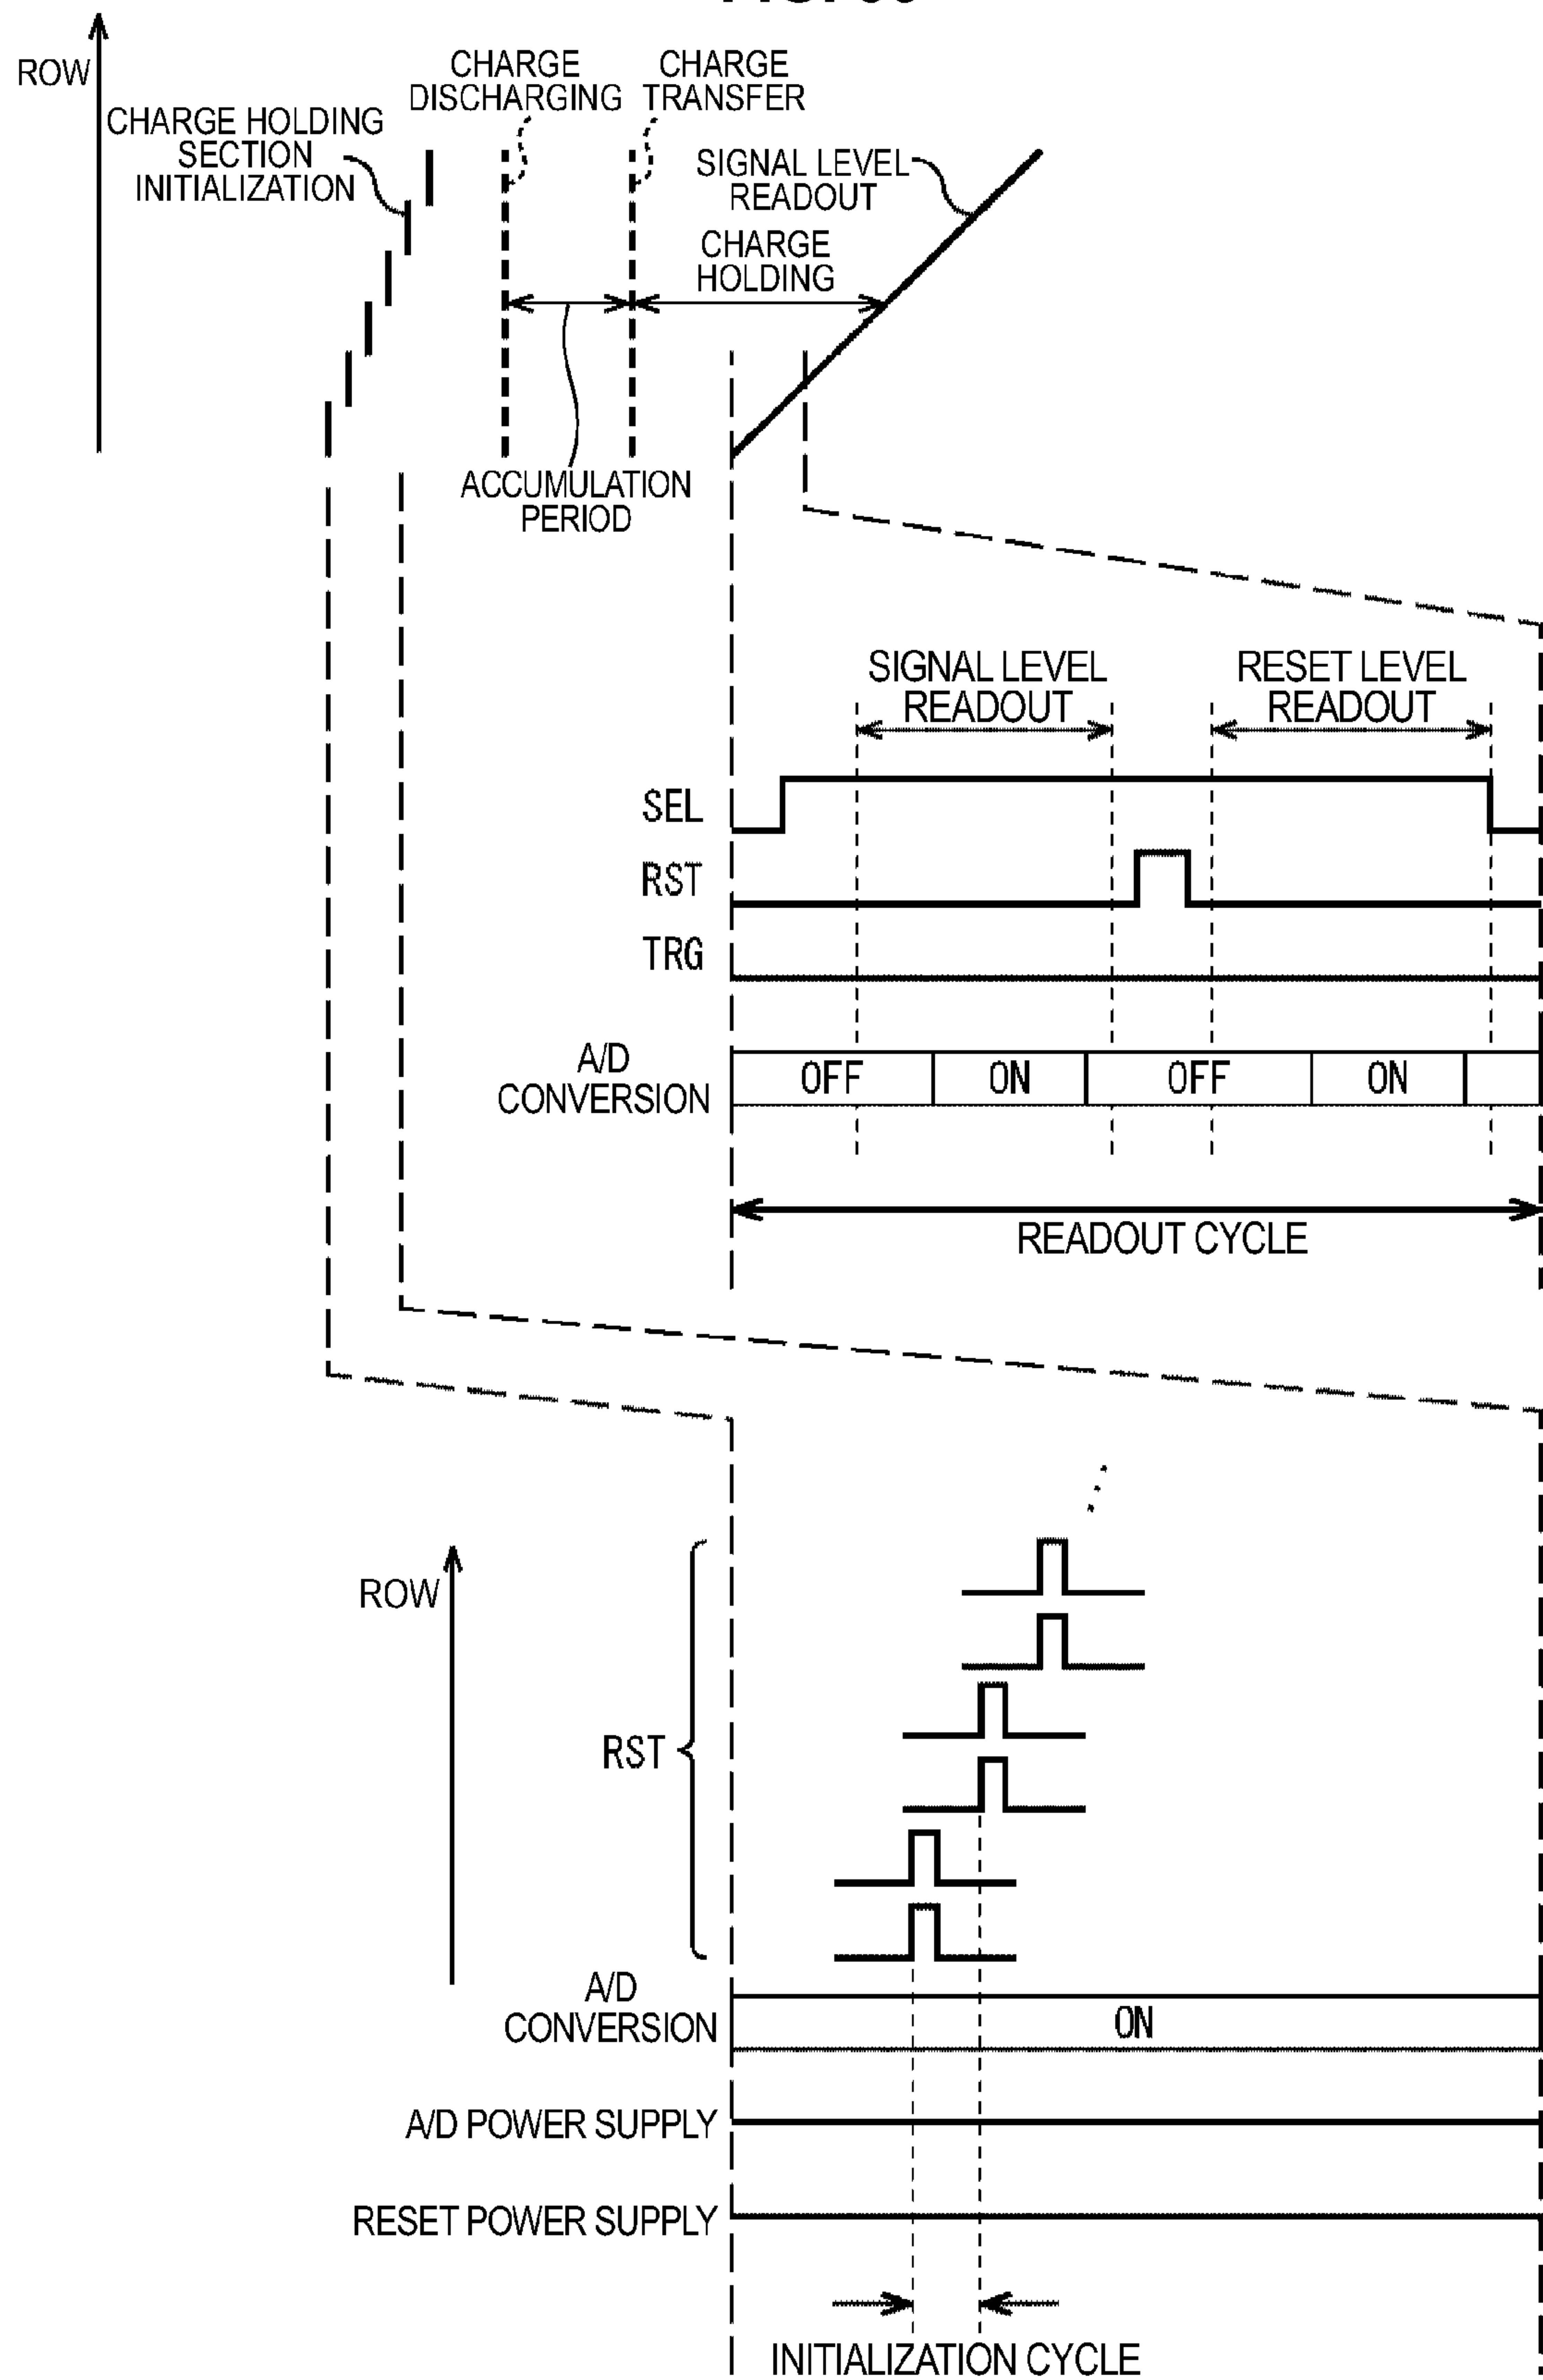 ROW
CHARGE HOLDING
SECTION
INITIALIZATION
CHARGE
DISCHARGING
CHARGE
TRANSFER
SIGNAL LEVEL
READOUT
CHARGE
HOLDING
ACCUMULATION
PERIOD
SIGNAL LEVEL
READOUT
RESET LEVEL
READOUT
SEL
RST
TRG
A/D
CONVERSION
OFF
ON
OFF
ON
READOUT CYCLE
ROW
RST
A/D
CONVERSION
ON
A/D POWER SUPPLY
RESET POWER SUPPLY
INITIALIZATION CYCLE